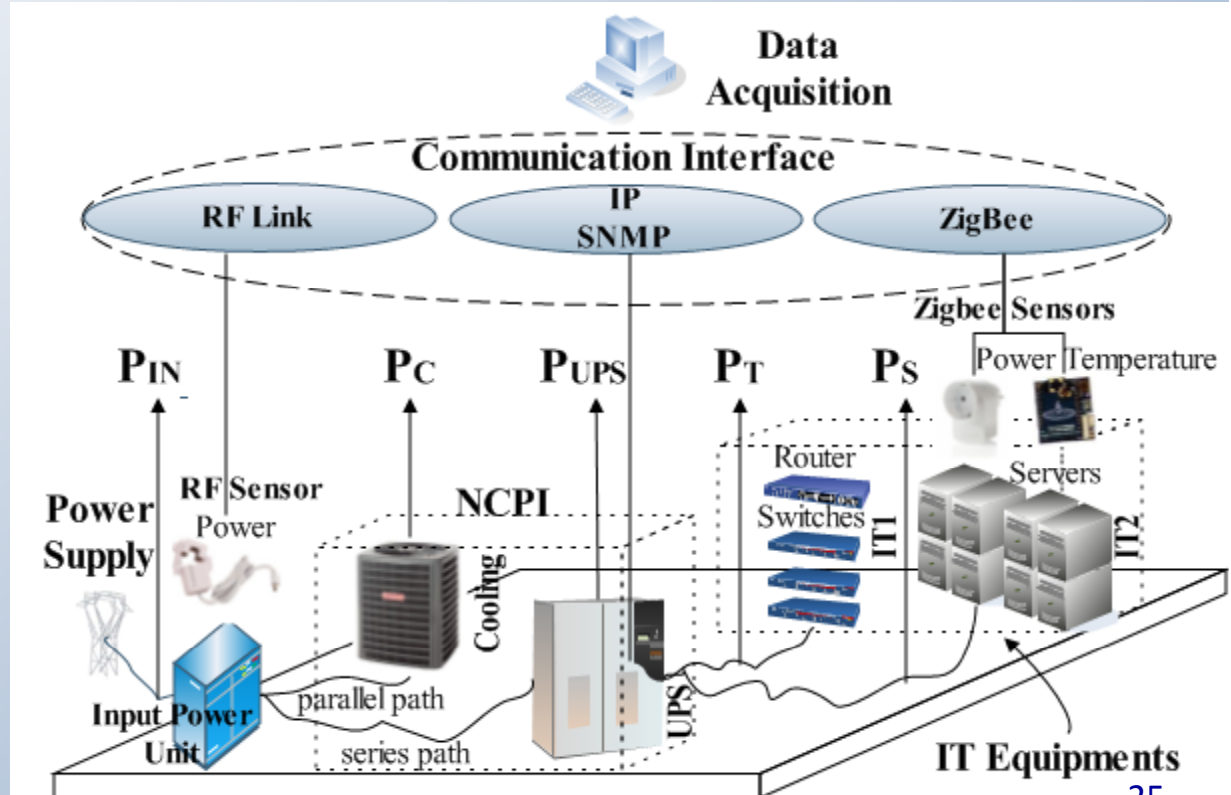 Data
Acquisition
Communication Interface
RF Link
IP
SNMP
ZigBee
Zigbee Sensors
Power Temperature
PIN
PC
PUPS
PT
PS
RF Sensor
Power
Power
Supply
NCPI
Router
Switches
IT1
Servers
IT2
Cooling
parallel path
UPS
Input Power
Unit
series path
IT Equipments
25